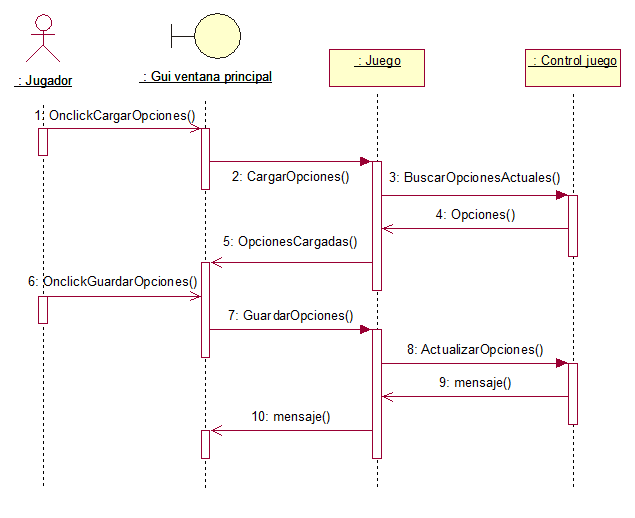 : Jugador
: Gui ventana principal
: Juego
: Control juego
1: OnclickCargarOpciones()
2: CargarOpciones()
3: BuscarOpcionesActuales()
4: Opciones()
5: OpcionesCargadas()
6: OnclickGuardarOpciones()
7: GuardarOpciones()
8: ActualizarOpciones()
9: mensaje()
10: mensaje()